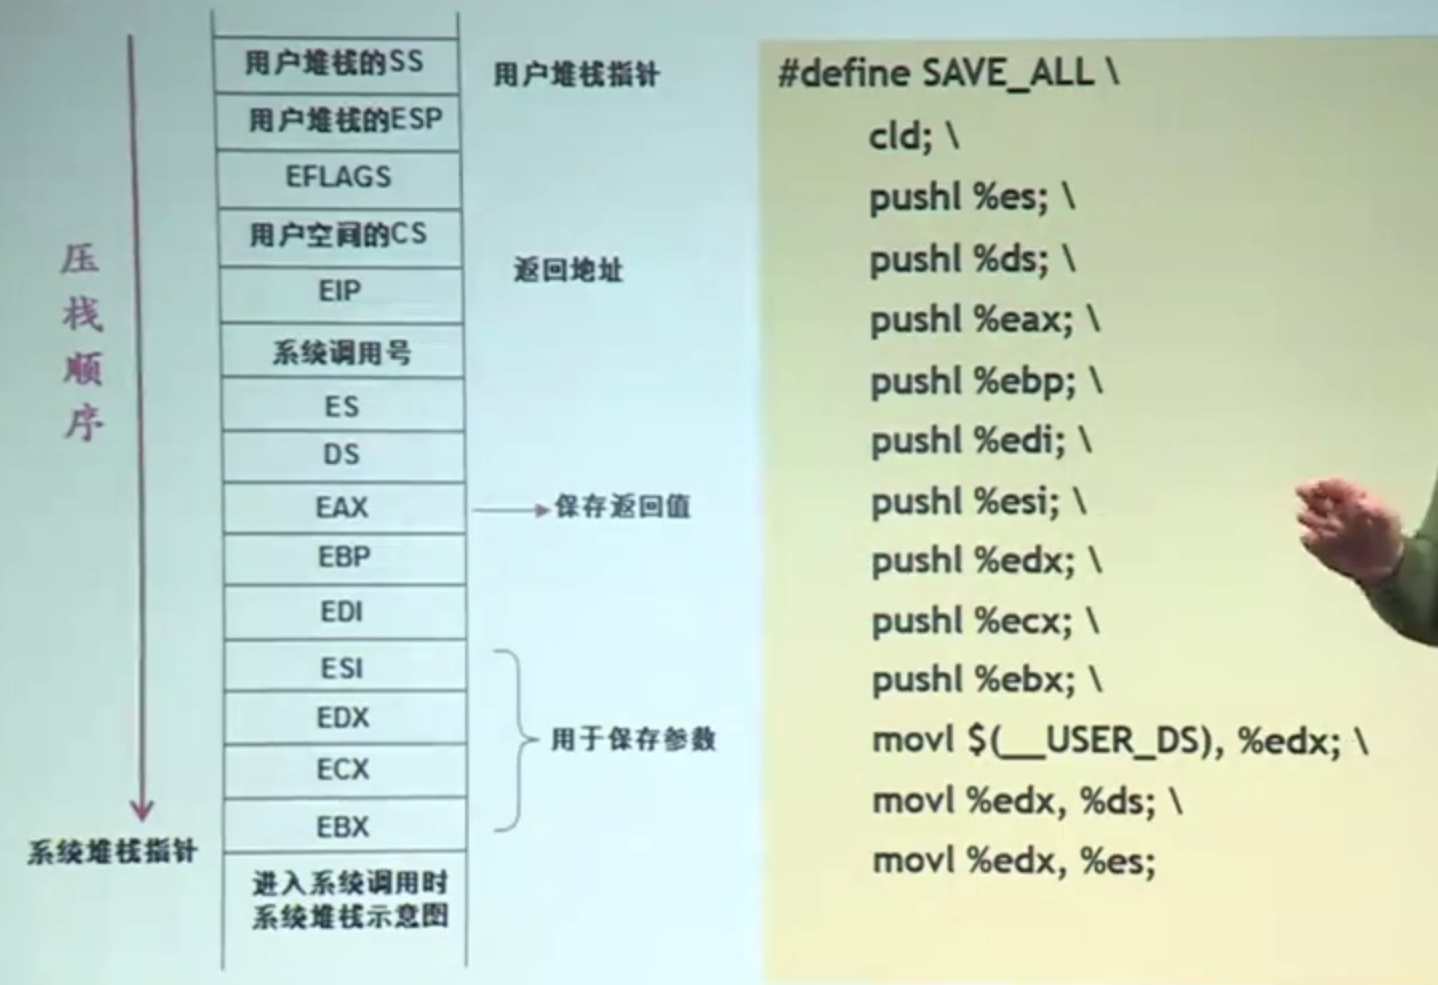 压栈顺序
系统堆栈指针
用户堆栈的SS
用户堆栈的ESP
EFLAGS
用户空间的CS
EIP
系统调用号
ES
DS
EAX
EBP
EDI
ESI
EDX
ECX
EBX
进入系统调用时
系统堆栈示意图
用户堆栈指针
返回地址
保存返回值
用于保存参数
#define SAVE_ALL \
cld; \
pushl %es; \
pushl %ds; \
pushl %eax; \
pushl %ebp; \
pushl %edi; \
pushl %esi; \
pushl %edx; \
pushl %ecx; \
pushl %ebx; \
movl $(__USER_DS), %edx; \
movl %edx, %ds; \
movl %edx, %es;